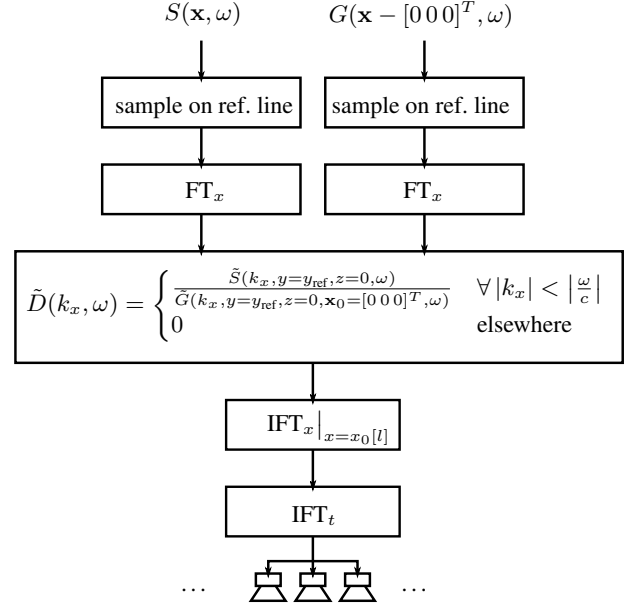 S(𝐱, ω) G(𝐱 − [0 0 0]^T, ω)
sample on ref. line sample on ref. line
FT_x FT_x
D̃(k_x, ω) = { S̃(k_x, y=y_ref, z=0, ω) / G̃(k_x, y=y_ref, z=0, 𝐱_0=[0 0 0]^T, ω) ∀ |k_x| < |ω/c|
0 elsewhere
IFT_x|_{x=x_0[l]}
IFT_t
... ...